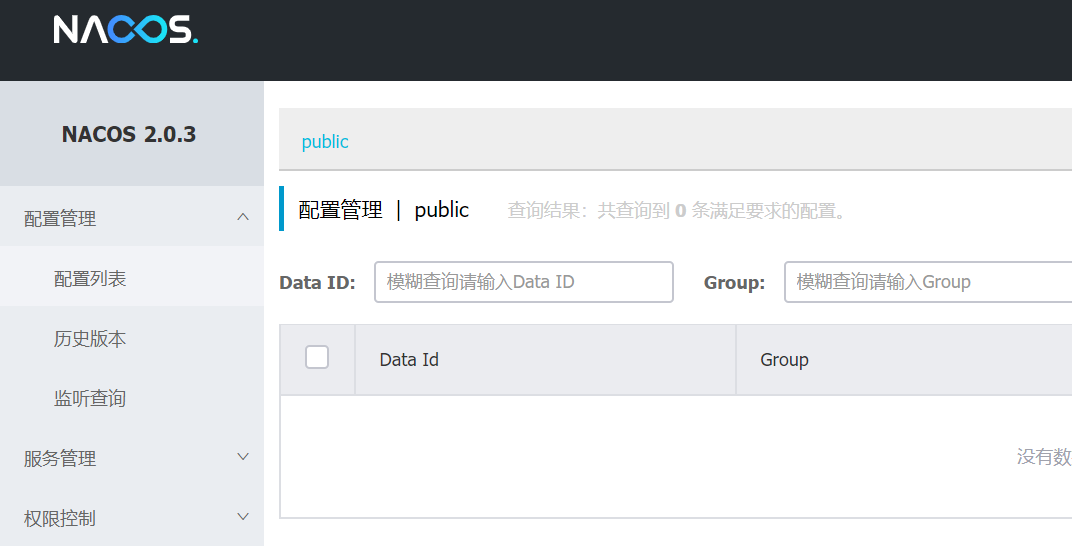 NACOS.
NACOS 2.0.3
public
配置管理
配置管理 | public 查询结果：共查询到 0 条满足要求的配置。
配置列表
Data ID: 模糊查询请输入Data ID Group: 模糊查询请输入Group
历史版本
Data Id Group
监听查询
服务管理
没有数
权限控制